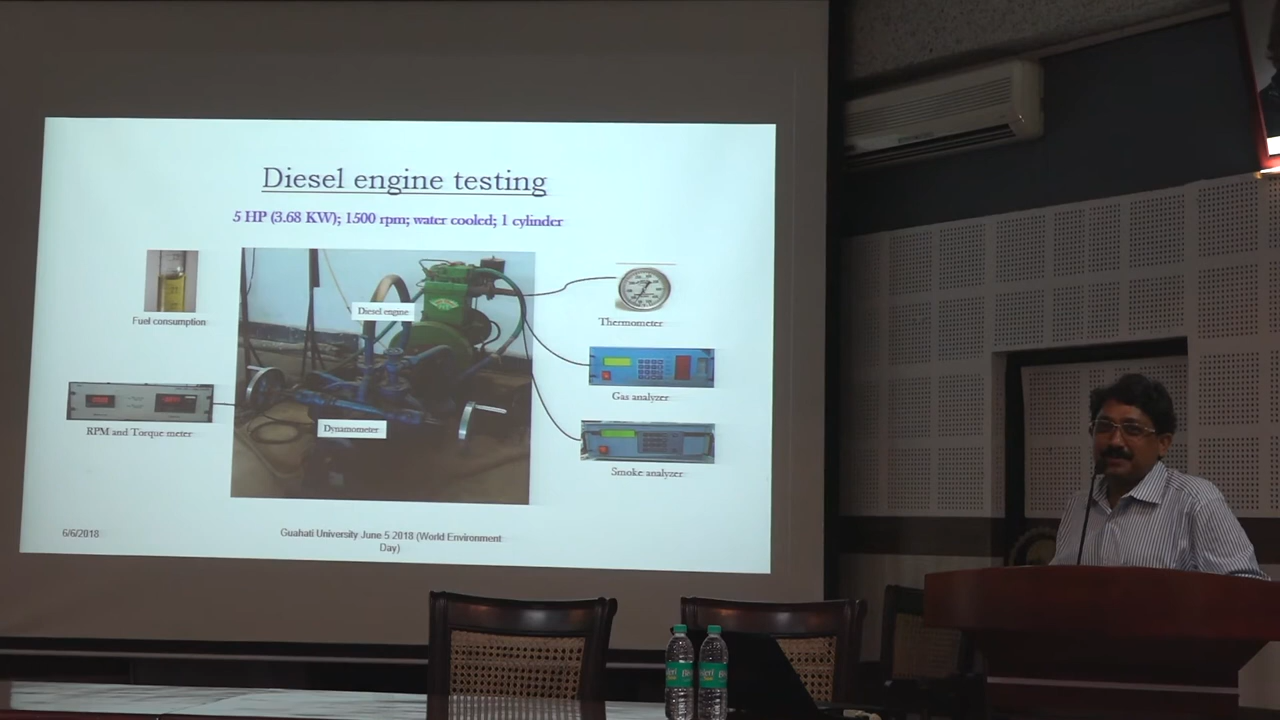 Diesel engine testing
5 HP (3.68 KW); 1500 rpm; water cooled; 1 cylinder
Diesel engine
Fuel consumption
Thermometer
Gas analyzer
RPM and Torque meter
Dynamometer
Smoke analyzer
6/6/2018
Guahati University June 5 2018 (World Environment
Day)